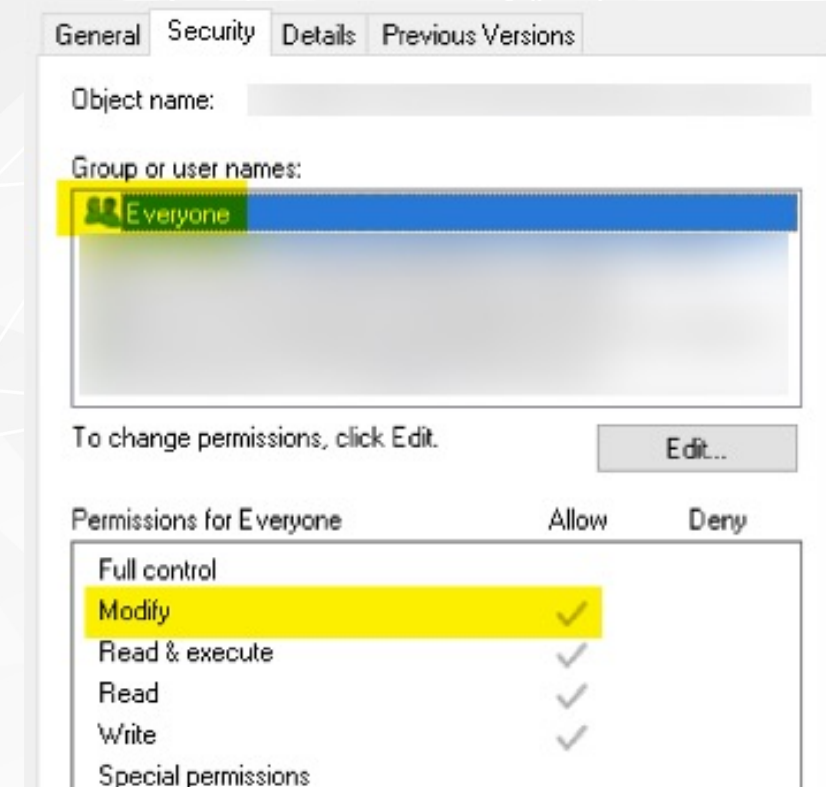 General Security Details Previous Versions
Object name:
Group or user names:
Everyone
To change permissions, click Edit.
Edit...
Permissions for Everyone Allow Deny
Full control
Modify
Read & execute
Read
Write
Special permissions